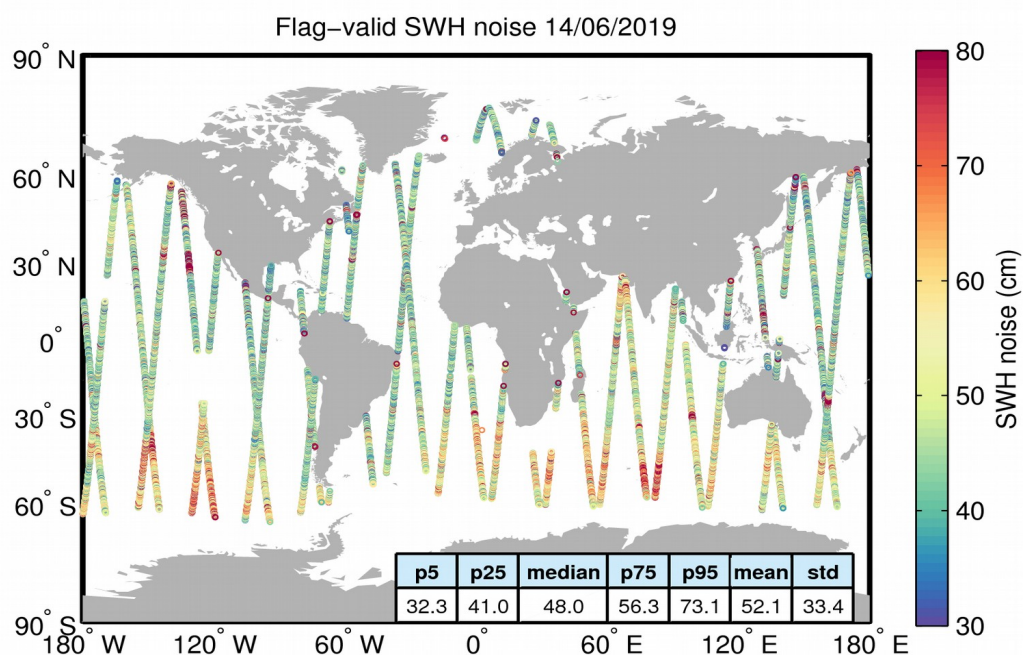 Flag−valid SWH noise 14/06/2019
90° N
60° N
30° N
0°
30° S
60° S
90° S
180° W
120° W
60° W
0°
60° E
120° E
180° E
p5 p25 median p75 p95 mean std
32.3 41.0 48.0 56.3 73.1 52.1 33.4
80
70
60
50
40
30
SWH noise (cm)